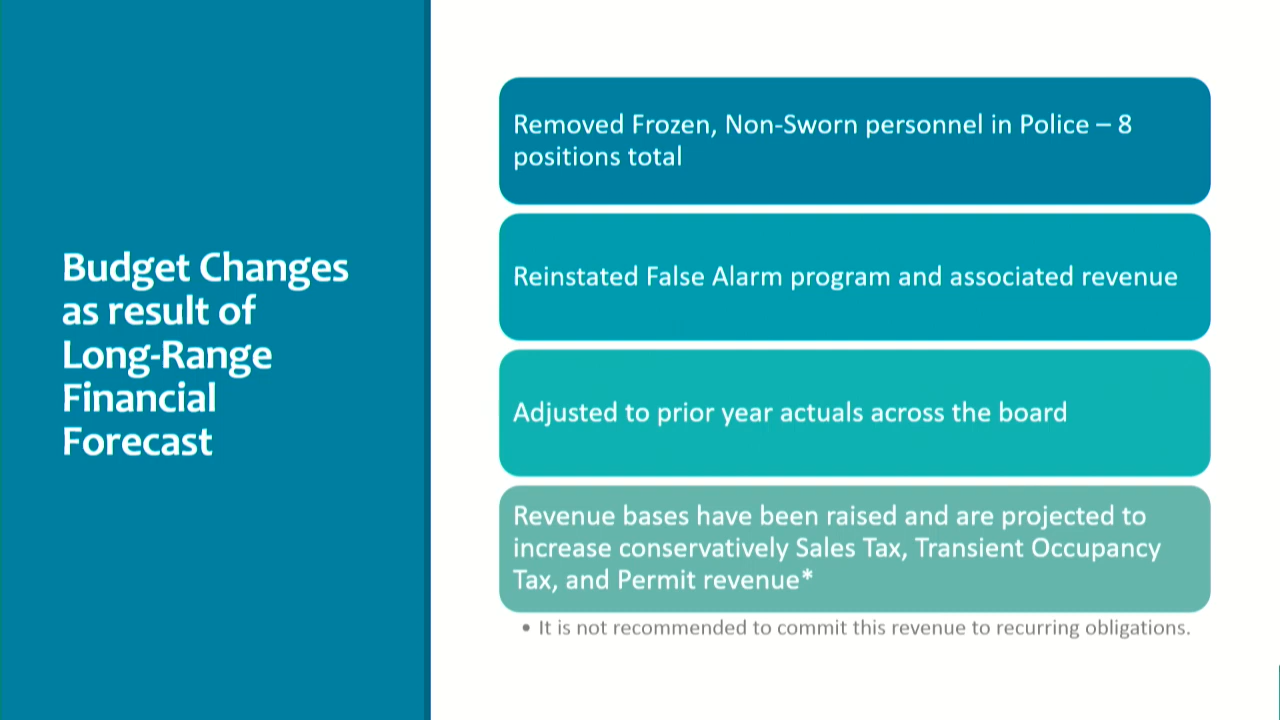 Budget Changes
as result of
Long-Range
Financial
Forecast
Removed Frozen, Non-Sworn personnel in Police – 8
positions total
Reinstated False Alarm program and associated revenue
Adjusted to prior year actuals across the board
Revenue bases have been raised and are projected to
increase conservatively Sales Tax, Transient Occupancy
Tax, and Permit revenue*
• It is not recommended to commit this revenue to recurring obligations.